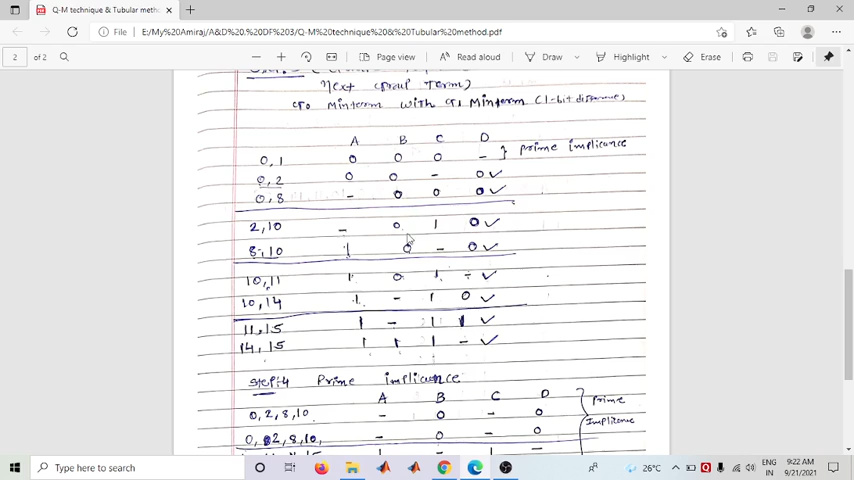 Q-M technique & Tubular metho
File
E:/My%20Amiraj/A&D%20.%20DF%203/Q-M%20technique%20&%20Tubular%20method.pdf
2 of 2
Page view
Read aloud
Draw
Highlight
Erase
Next Group Term)
G0 Minterm with G1 Minterm (1-bit difference)
A B C D
0,1 0 0 0 - } prime implicance
0,2 0 0 - 0 ✓
0,8 - 0 0 0 ✓
2,10 - 0 1 0 ✓
8,10 1 0 - 0 ✓
10,11 1 0 1 - ✓
10,14 1 - 1 0 ✓
11,15 1 - 1 1 ✓
14,15 1 1 1 - ✓
Step:4 Prime implicance
A B C D
0,2,8,10 - 0 - 0 Prime
Implicance
0,2,8,10, - 0 - 0
Type here to search
26°C
ENG
IN
9:22 AM
9/21/2021